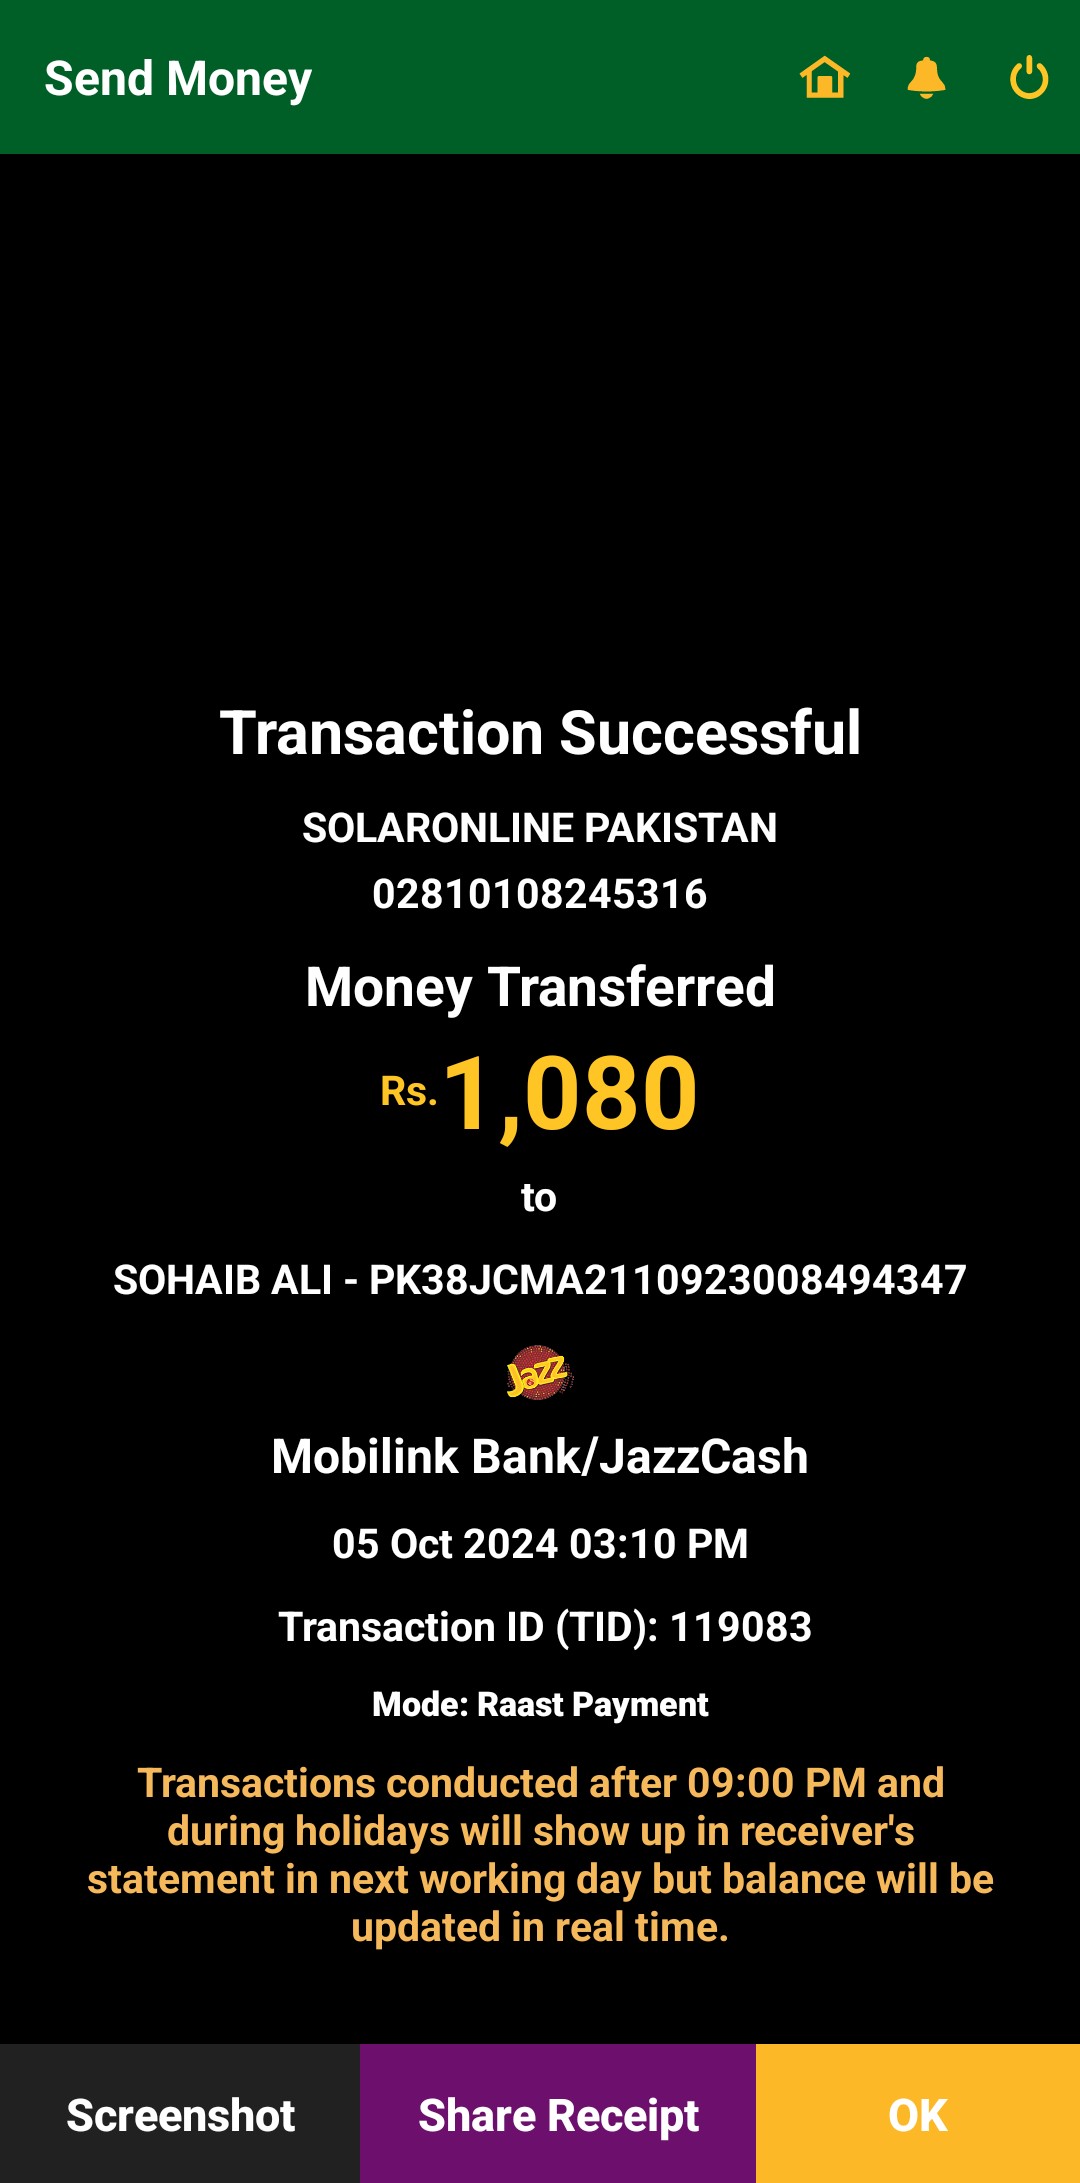 Send Money
Transaction Successful
SOLARONLINE PAKISTAN
02810108245316
Money Transferred
Rs.1,080
to
SOHAIB ALI - PK38JCMA2110923008494347
Jazz
Mobilink Bank/JazzCash
05 Oct 2024 03:10 PM
Transaction ID (TID): 119083
Mode: Raast Payment
Transactions conducted after 09:00 PM and
during holidays will show up in receiver's
statement in next working day but balance will be
updated in real time.
Screenshot
Share Receipt
OK